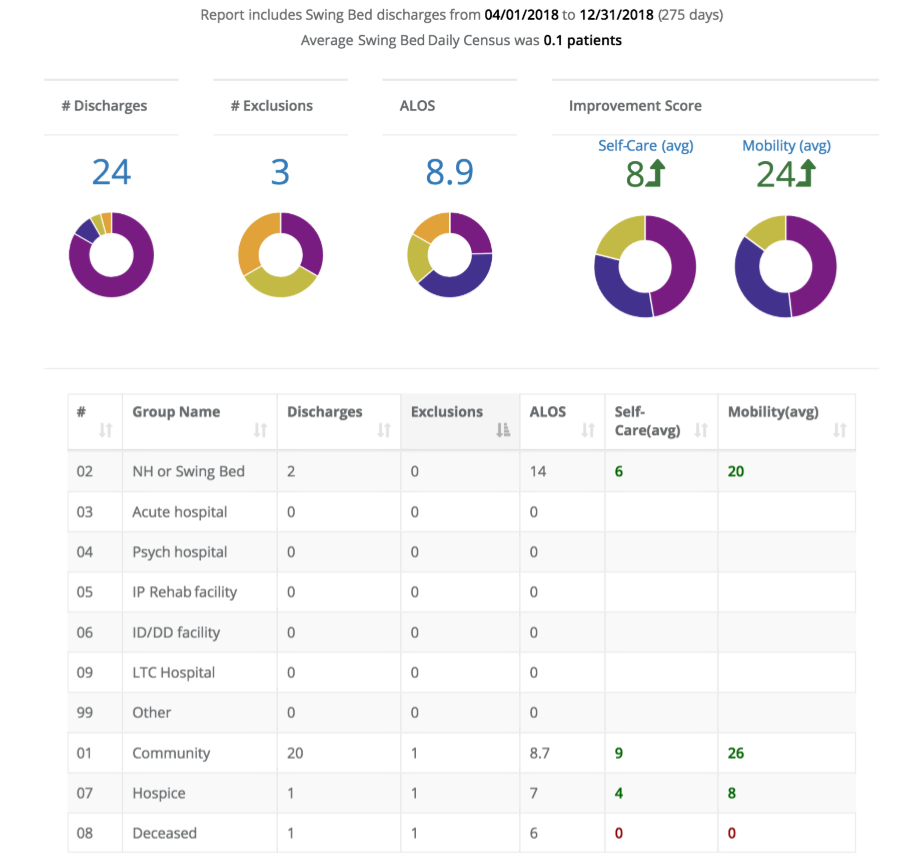 Report includes Swing Bed discharges from 04/01/2018 to 12/31/2018 (275 days)
Average Swing Bed Daily Census was 0.1 patients
# Discharges # Exclusions ALOS Improvement Score
Self-Care (avg) Mobility (avg)
24 3 8.9 8 24
# Group Name Discharges Exclusions ALOS Self- Mobility(avg)
Care(avg)
02 NH or Swing Bed 2 0 14 6 20
03 Acute hospital 0 0 0
04 Psych hospital 0 0 0
05 IP Rehab facility 0 0 0
06 ID/DD facility 0 0 0
09 LTC Hospital 0 0 0
99 Other 0 0 0
01 Community 20 1 8.7 9 26
07 Hospice 1 1 7 4 8
08 Deceased 1 1 6 0 0